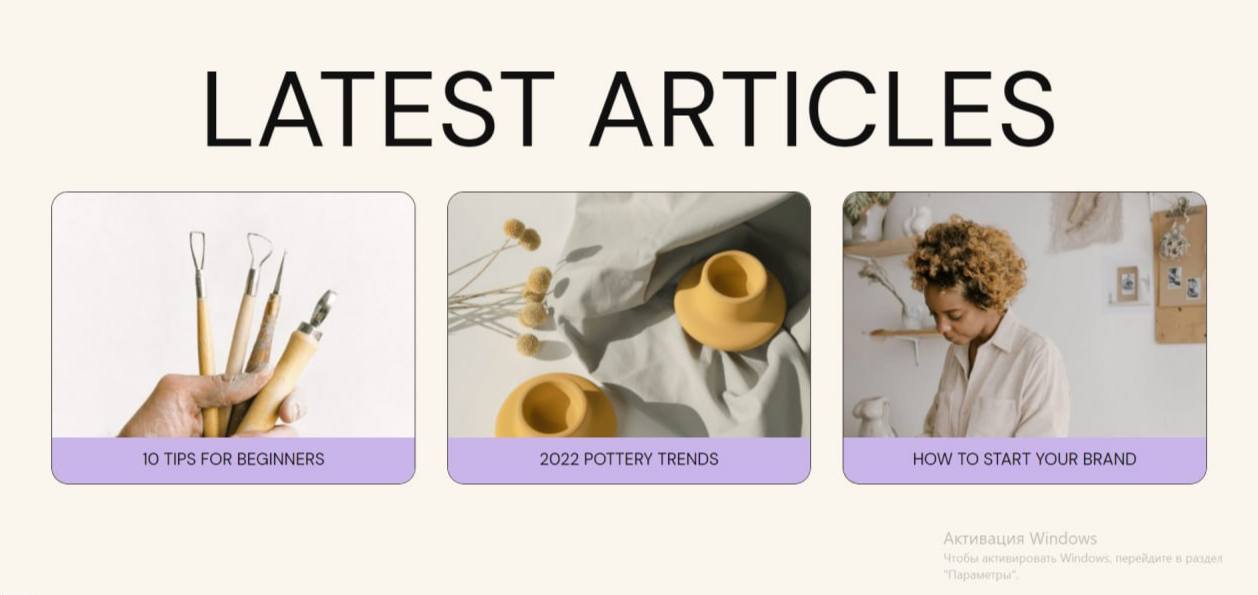 LATEST ARTICLES
10 TIPS FOR BEGINNERS
2022 POTTERY TRENDS
HOW TO START YOUR BRAND
Активация Windows
Чтобы активировать Windows, перейдите в раздел
"Параметры".